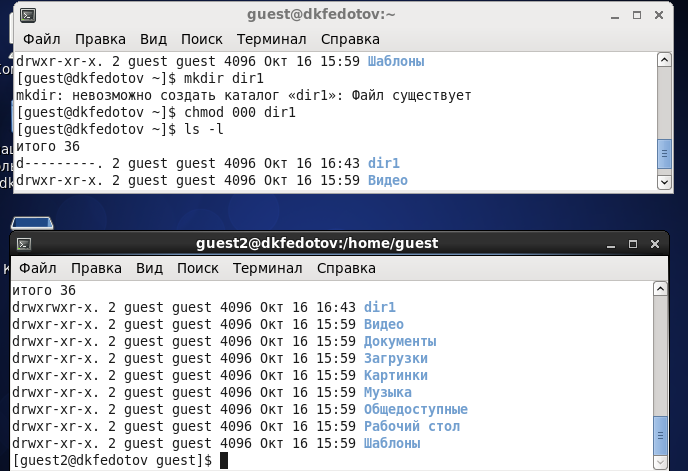 guest@dkfedotov:~
Файл Правка Вид Поиск Терминал Справка
drwxr-xr-x. 2 guest guest 4096 Окт 16 15:59 Шаблоны
[guest@dkfedotov ~]$ mkdir dir1
mkdir: невозможно создать каталог «dir1»: Файл существует
[guest@dkfedotov ~]$ chmod 000 dir1
[guest@dkfedotov ~]$ ls -l
итого 36
d---------. 2 guest guest 4096 Окт 16 16:43 dir1
drwxr-xr-x. 2 guest guest 4096 Окт 16 15:59 Видео
guest2@dkfedotov:/home/guest
Файл Правка Вид Поиск Терминал Справка
итого 36
drwxrwxr-x. 2 guest guest 4096 Окт 16 16:43 dir1
drwxr-xr-x. 2 guest guest 4096 Окт 16 15:59 Видео
drwxr-xr-x. 2 guest guest 4096 Окт 16 15:59 Документы
drwxr-xr-x. 2 guest guest 4096 Окт 16 15:59 Загрузки
drwxr-xr-x. 2 guest guest 4096 Окт 16 15:59 Картинки
drwxr-xr-x. 2 guest guest 4096 Окт 16 15:59 Музыка
drwxr-xr-x. 2 guest guest 4096 Окт 16 15:59 Общедоступные
drwxr-xr-x. 2 guest guest 4096 Окт 16 15:59 Рабочий стол
drwxr-xr-x. 2 guest guest 4096 Окт 16 15:59 Шаблоны
[guest2@dkfedotov guest]$